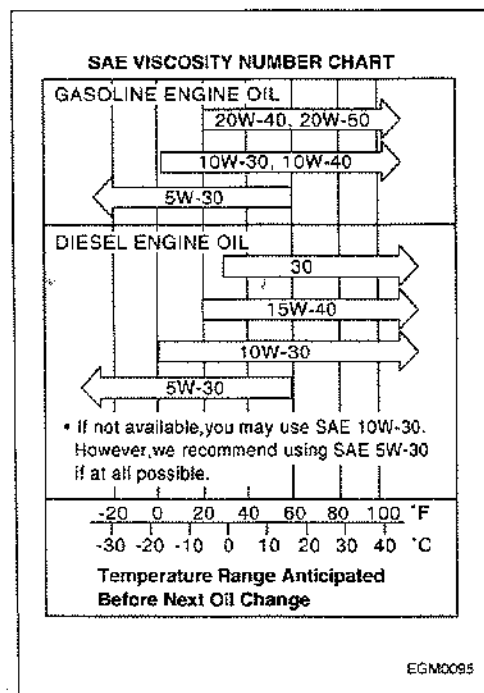 SAE VISCOSITY NUMBER CHART
GASOLINE ENGINE OIL
20W-40, 20W-50
10W-30, 10W-40
5W-30
DIESEL ENGINE OIL
30
15W-40
10W-30
5W-30
• If not available,you may use SAE 10W-30.
However,we recommend using SAE 5W-30
if at all possible.
-20 0 20 40 60 80 100 °F
-30 -20 -10 0 10 20 30 40 °C
Temperature Range Anticipated
Before Next Oil Change
EGM0095